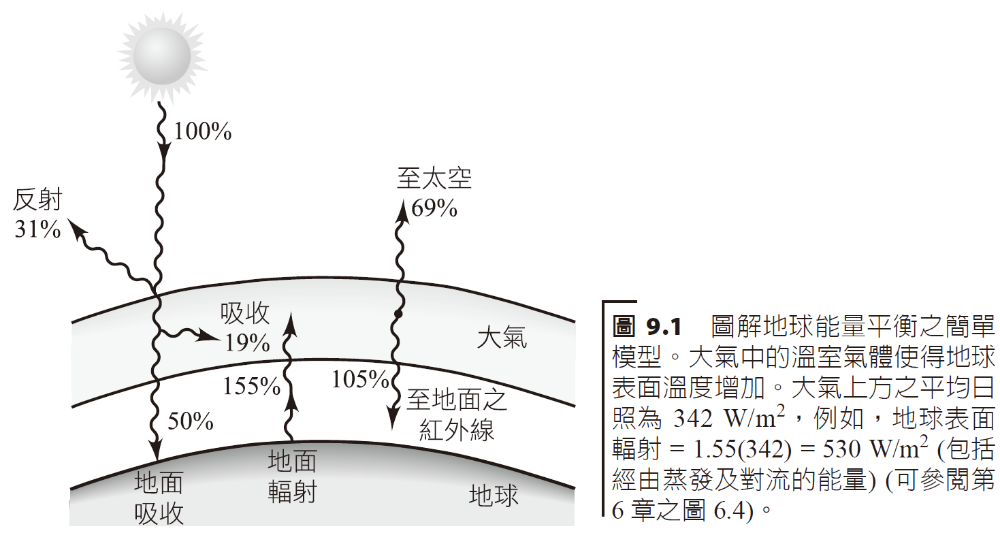 100%
至太空
69%
反射
31%
吸收
19%
大氣
155%
105%
至地面之
紅外線
50%
地面
輻射
地面
吸收
地球
圖 9.1 圖解地球能量平衡之簡單
模型。大氣中的溫室氣體使得地球
表面溫度增加。大氣上方之平均日
照為 342 W/m²,例如,地球表面
輻射 = 1.55(342) = 530 W/m² (包括
經由蒸發及對流的能量) (可參閱第
6 章之圖 6.4)。